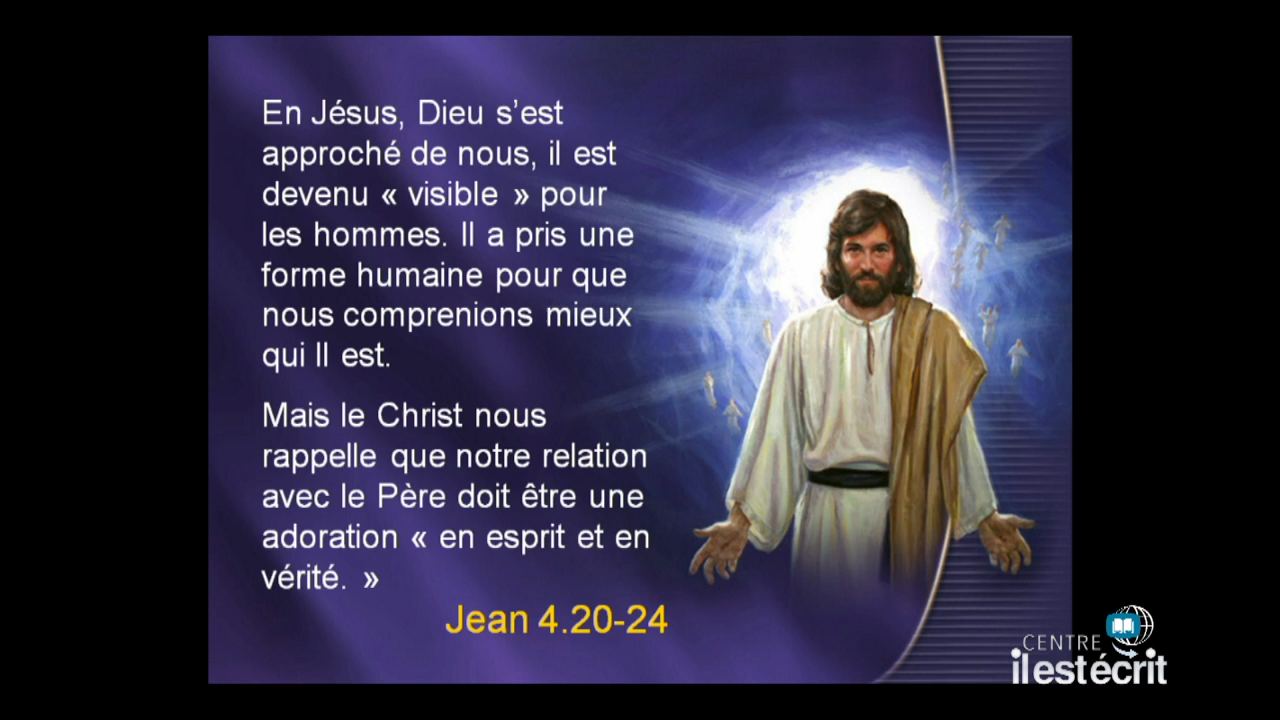 En Jésus, Dieu s’est
approché de nous, il est
devenu « visible » pour
les hommes. Il a pris une
forme humaine pour que
nous comprenions mieux
qui Il est.
Mais le Christ nous
rappelle que notre relation
avec le Père doit être une
adoration « en esprit et en
vérité. »
Jean 4.20-24
CENTRE
ilestécrit